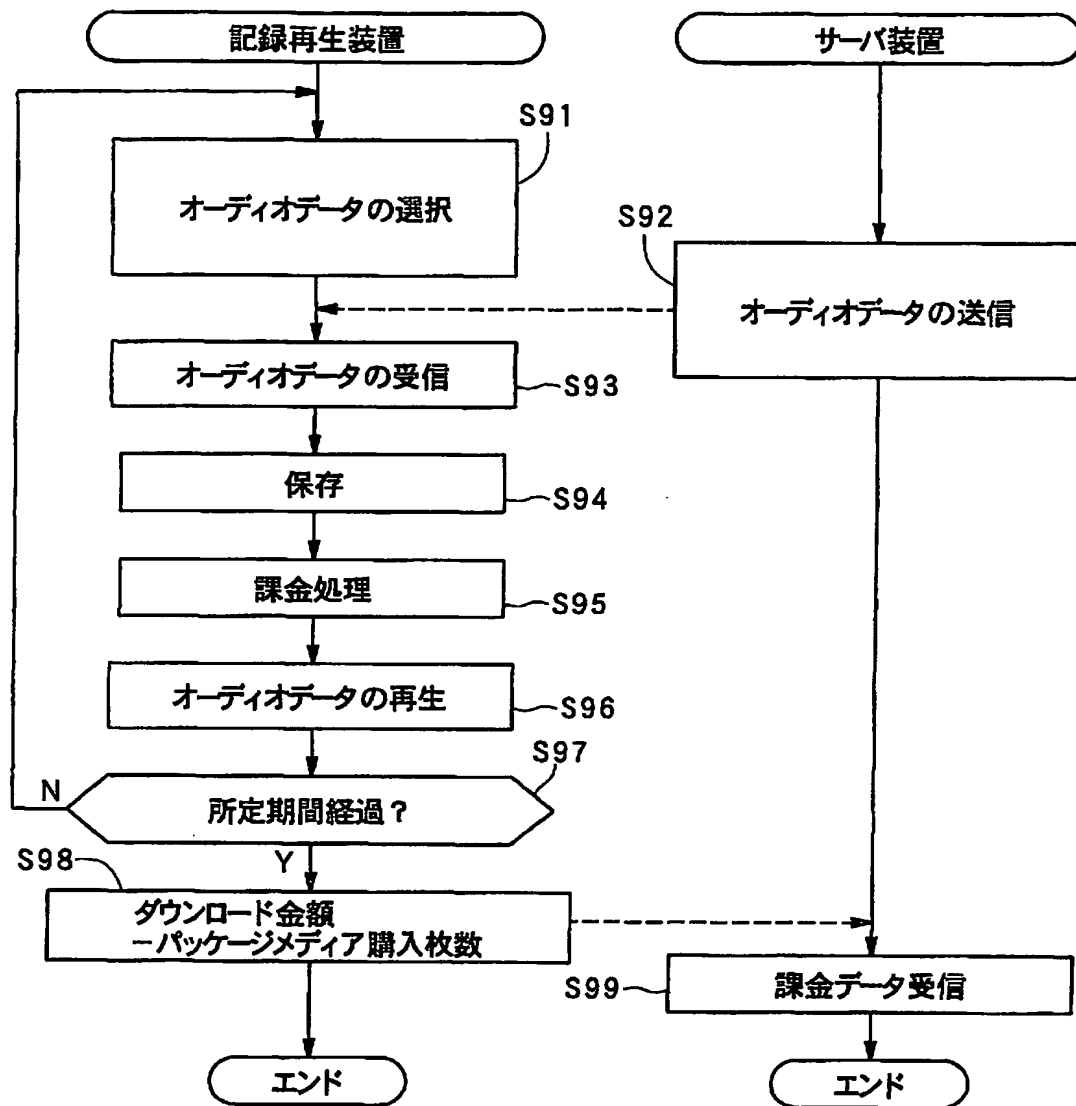 記録再生装置
サーバ装置
S91
オーディオデータの選択
S92
オーディオデータの送信
オーディオデータの受信
S93
保存
S94
課金処理
S95
オーディオデータの再生
S96
S97
N
所定期間経過?
Y
S98
ダウンロード金額
−パッケージメディア購入枚数
S99
課金データ受信
エンド
エンド